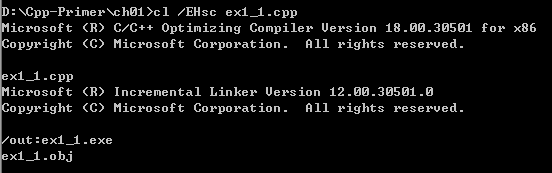 D:\Cpp-Primer\ch01>cl /EHsc ex1_1.cpp
Microsoft (R) C/C++ Optimizing Compiler Version 18.00.30501 for x86
Copyright (C) Microsoft Corporation.  All rights reserved.

ex1_1.cpp
Microsoft (R) Incremental Linker Version 12.00.30501.0
Copyright (C) Microsoft Corporation.  All rights reserved.

/out:ex1_1.exe
ex1_1.obj